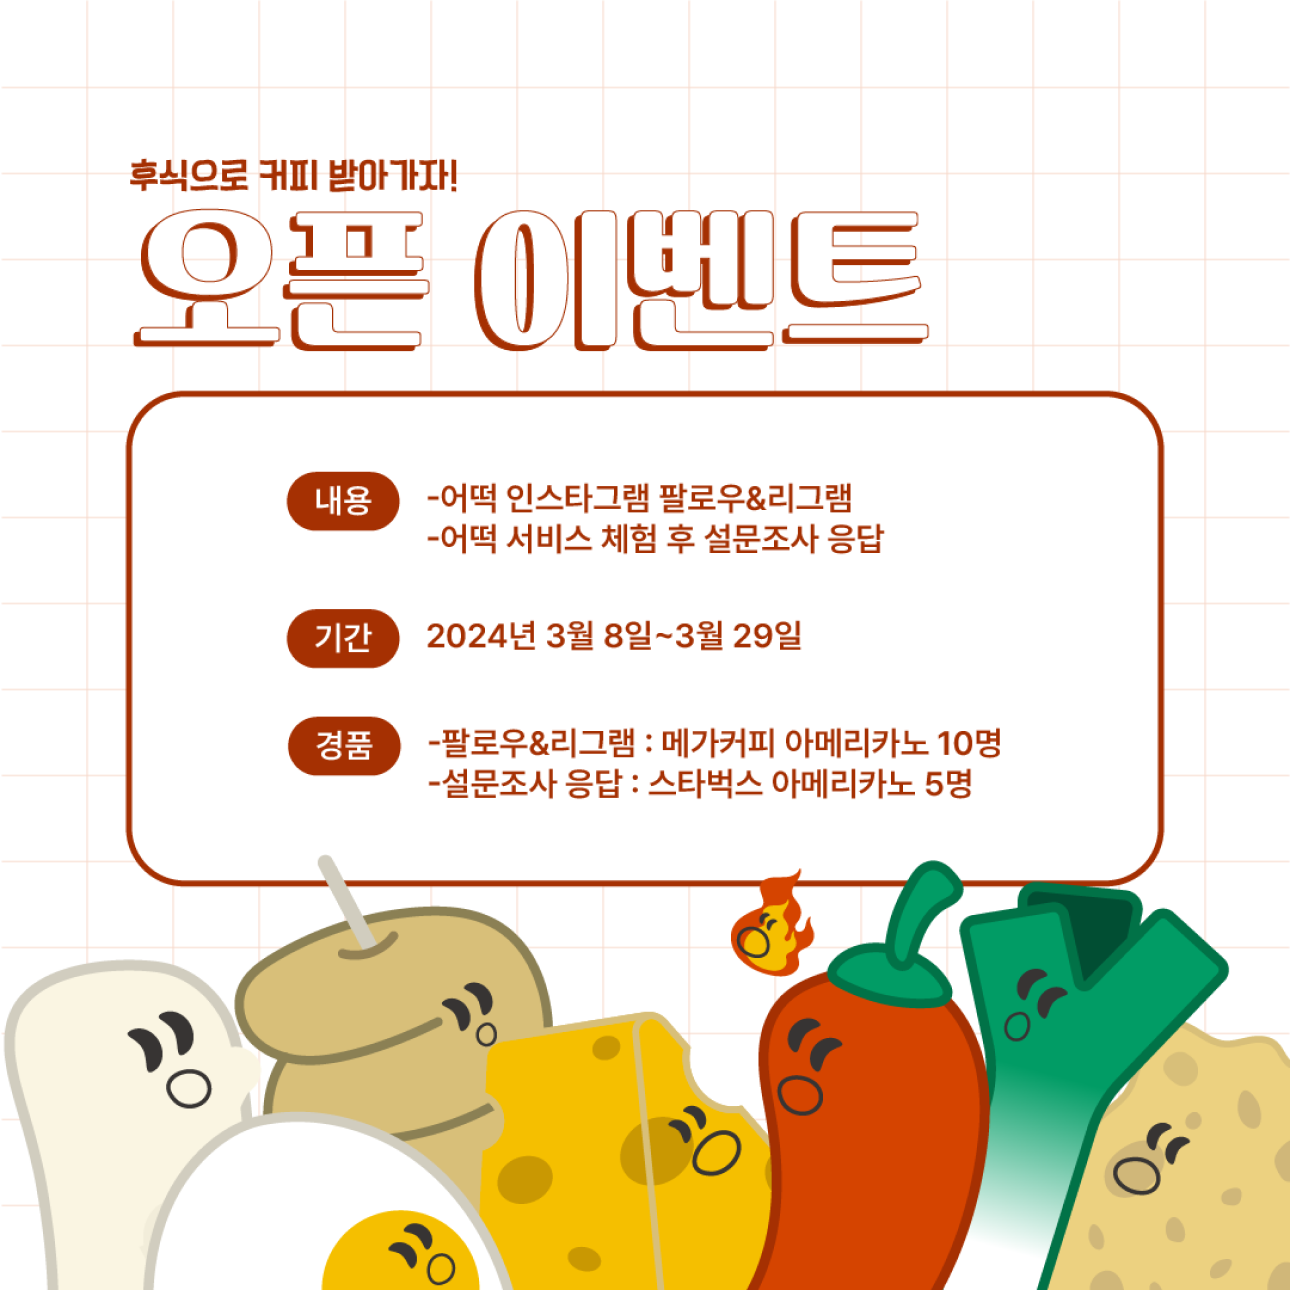 후식으로 커피 받아가자!
오픈 이벤트
내용
-어떡 인스타그램 팔로우&리그램
-어떡 서비스 체험 후 설문조사 응답
기간
2024년 3월 8일~3월 29일
경품
-팔로우&리그램 : 메가커피 아메리카노 10명
-설문조사 응답 : 스타벅스 아메리카노 5명